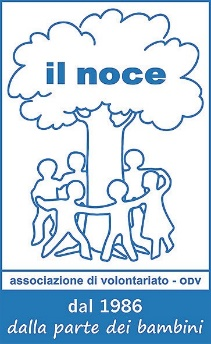 il noce
associazione di volontariato - ODV
dal 1986
dalla parte dei bambini